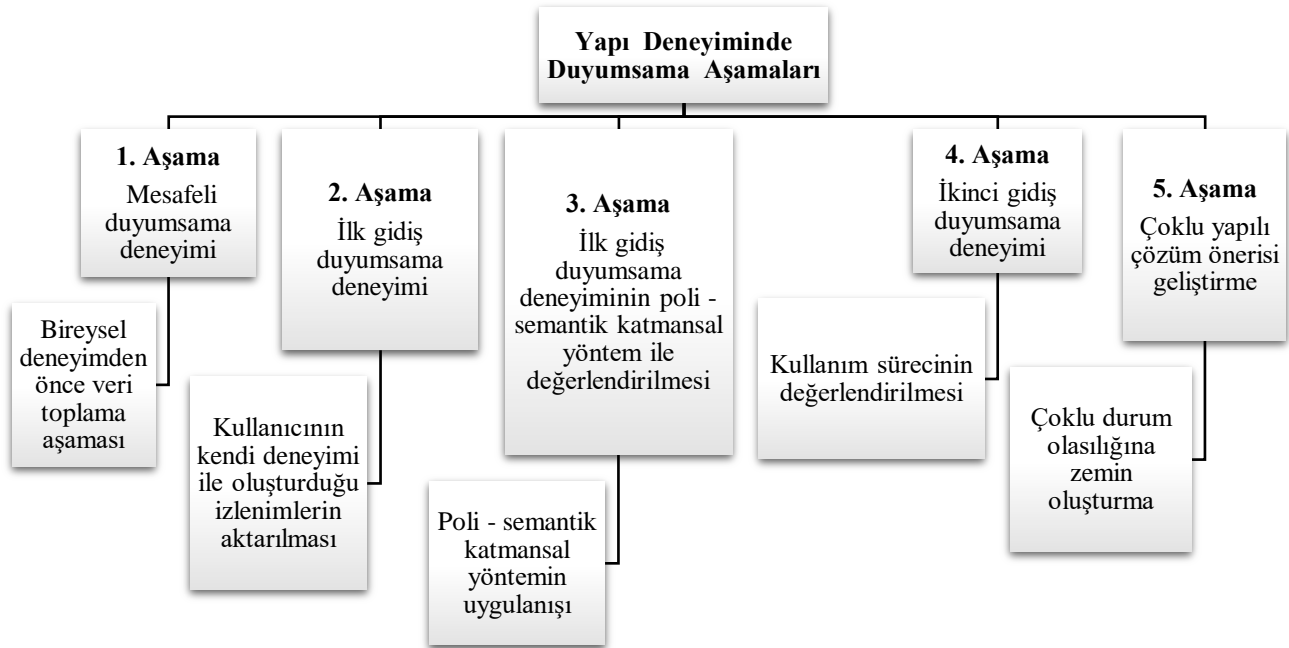 Yapı Deneyiminde
Duyumsama Aşamaları
1. Aşama
Mesafeli
duyumsama
deneyimi
Bireysel
deneyimden
önce veri
toplama
aşaması
2. Aşama
İlk gidiş
duyumsama
deneyimi
Kullanıcının
kendi deneyimi
ile oluşturduğu
izlenimlerin
aktarılması
3. Aşama
İlk gidiş
duyumsama
deneyiminin poli -
semantik katmansal
yöntem ile
değerlendirilmesi
Poli - semantik
katmansal
yöntemin
uygulanışı
4. Aşama
İkinci gidiş
duyumsama
deneyimi
Kullanım sürecinin
değerlendirilmesi
5. Aşama
Çoklu yapılı
çözüm önerisi
geliştirme
Çoklu durum
olasılığına
zemin
oluşturma